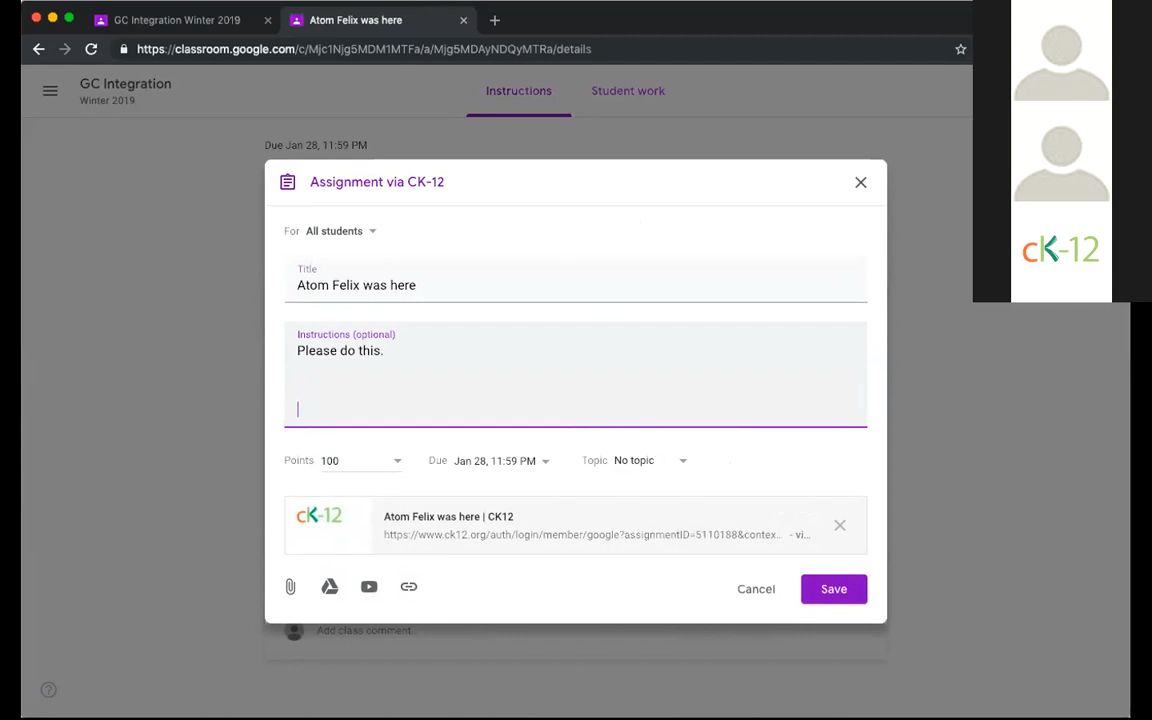 GC Integration Winter 2019
Atom Felix was here
https://classroom.google.com/c/Mjc1Njg5MDM1MTFa/a/Mjg5MDAyNDQyMTRa/details
GC Integration
Winter 2019
Instructions
Student work
Due Jan 28, 11:59 PM
Assignment via CK-12
For All students
Title
Atom Felix was here
Instructions (optional)
Please do this.
Points 100 Due Jan 28, 11:59 PM Topic No topic
cK-12
Atom Felix was here | CK12
https://www.ck12.org/auth/login/member/google?assignmentID=5110188&contex... - vi...
Cancel
Save
Add class comment..
cK-12